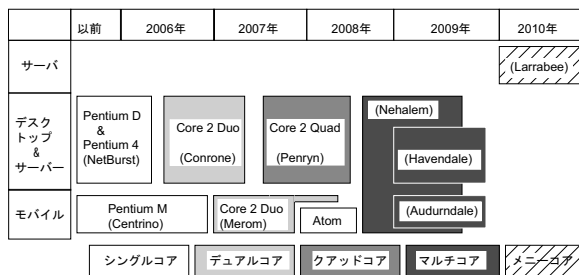 以前 2006年 2007年 2008年 2009年 2010年
サーバ
(Larrabee)
デスク
トップ
&
サーバー
Pentium D
&
Pentium 4
(NetBurst)
Core 2 Duo
(Conrone)
Core 2 Quad
(Penryn)
(Nehalem)
(Havendale)
モバイル
Pentium M
(Centrino)
Core 2 Duo
(Merom)
Atom
(Audurndale)
シングルコア デュアルコア クアッドコア マルチコア メニーコア